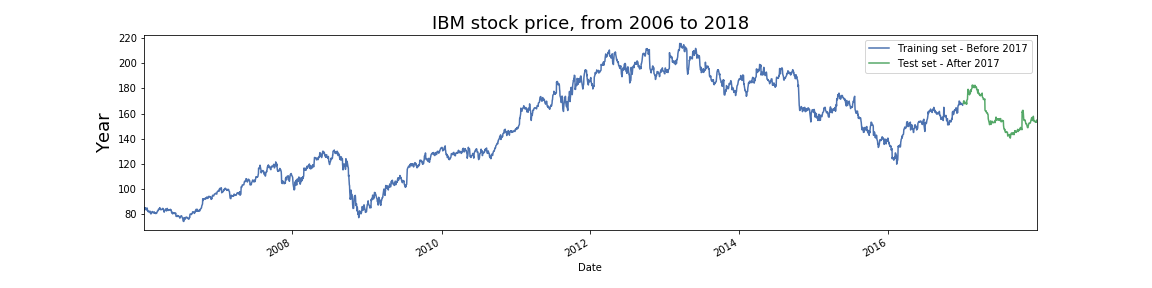 IBM stock price, from 2006 to 2018
Training set - Before 2017
Test set - After 2017
Year
220
200
180
160
140
120
100
80
2008
2010
2012
2014
2016
Date